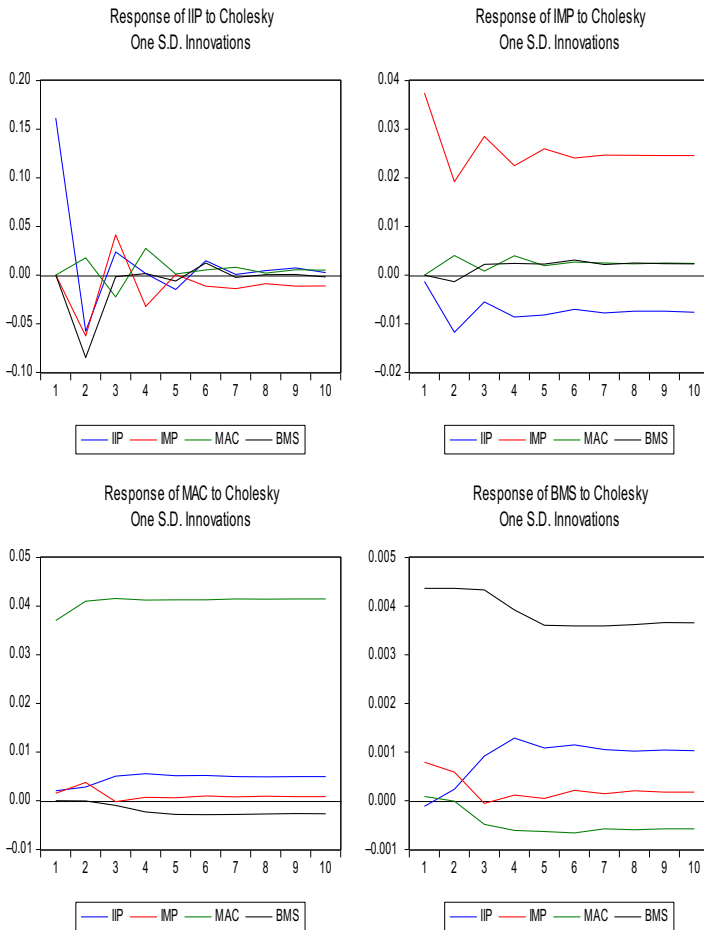 Response of IIP to Cholesky
One S.D. Innovations
0.20
0.15
0.10
0.05
0.00
–0.05
–0.10
1 2 3 4 5 6 7 8 9 10
IIP IMP MAC BMS
Response of IMP to Cholesky
One S.D. Innovations
0.04
0.03
0.02
0.01
0.00
–0.01
–0.02
1 2 3 4 5 6 7 8 9 10
IIP IMP MAC BMS
Response of MAC to Cholesky
One S.D. Innovations
0.05
0.04
0.03
0.02
0.01
0.00
–0.01
1 2 3 4 5 6 7 8 9 10
IIP IMP MAC BMS
Response of BMS to Cholesky
One S.D. Innovations
0.005
0.004
0.003
0.002
0.001
0.000
–0.001
1 2 3 4 5 6 7 8 9 10
IIP IMP MAC BMS